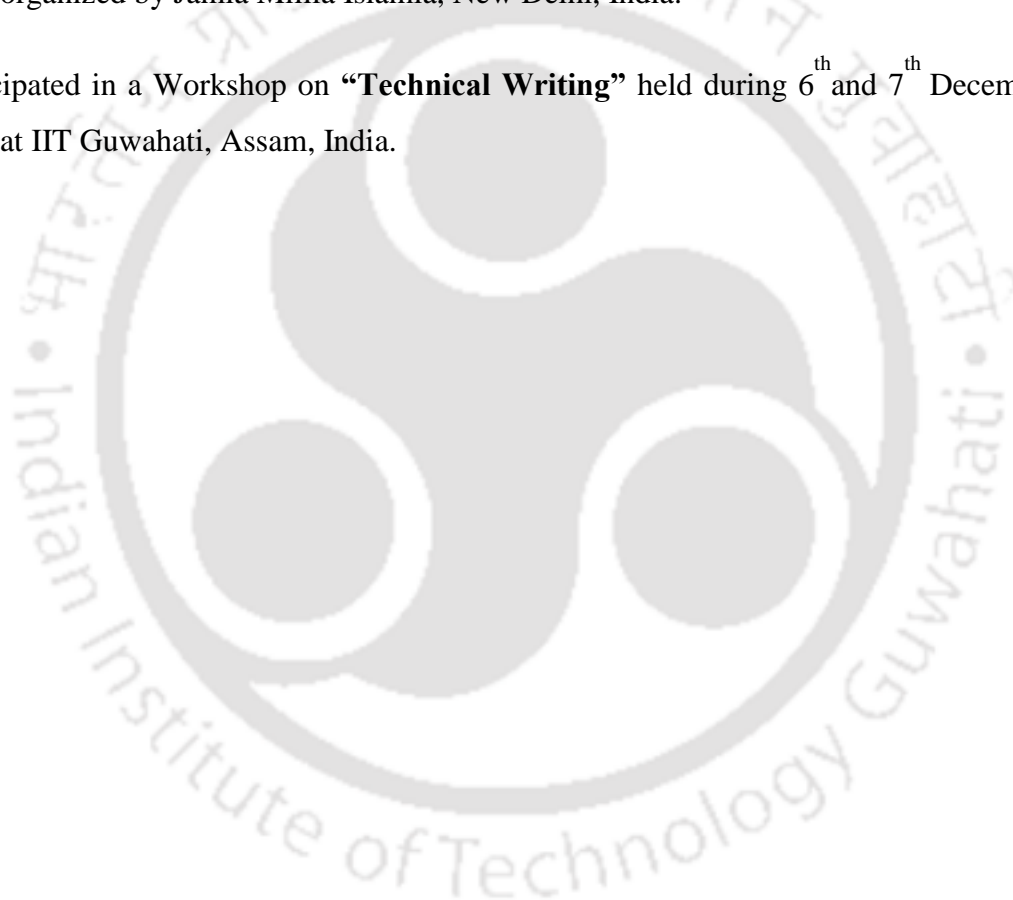 organized by Jamia Millia Islamia, New Delhi, India.
cipated in a Workshop on “Technical Writing” held during 6th and 7th Decem
at IIT Guwahati, Assam, India.
Indian Institute of Technology Guwahati